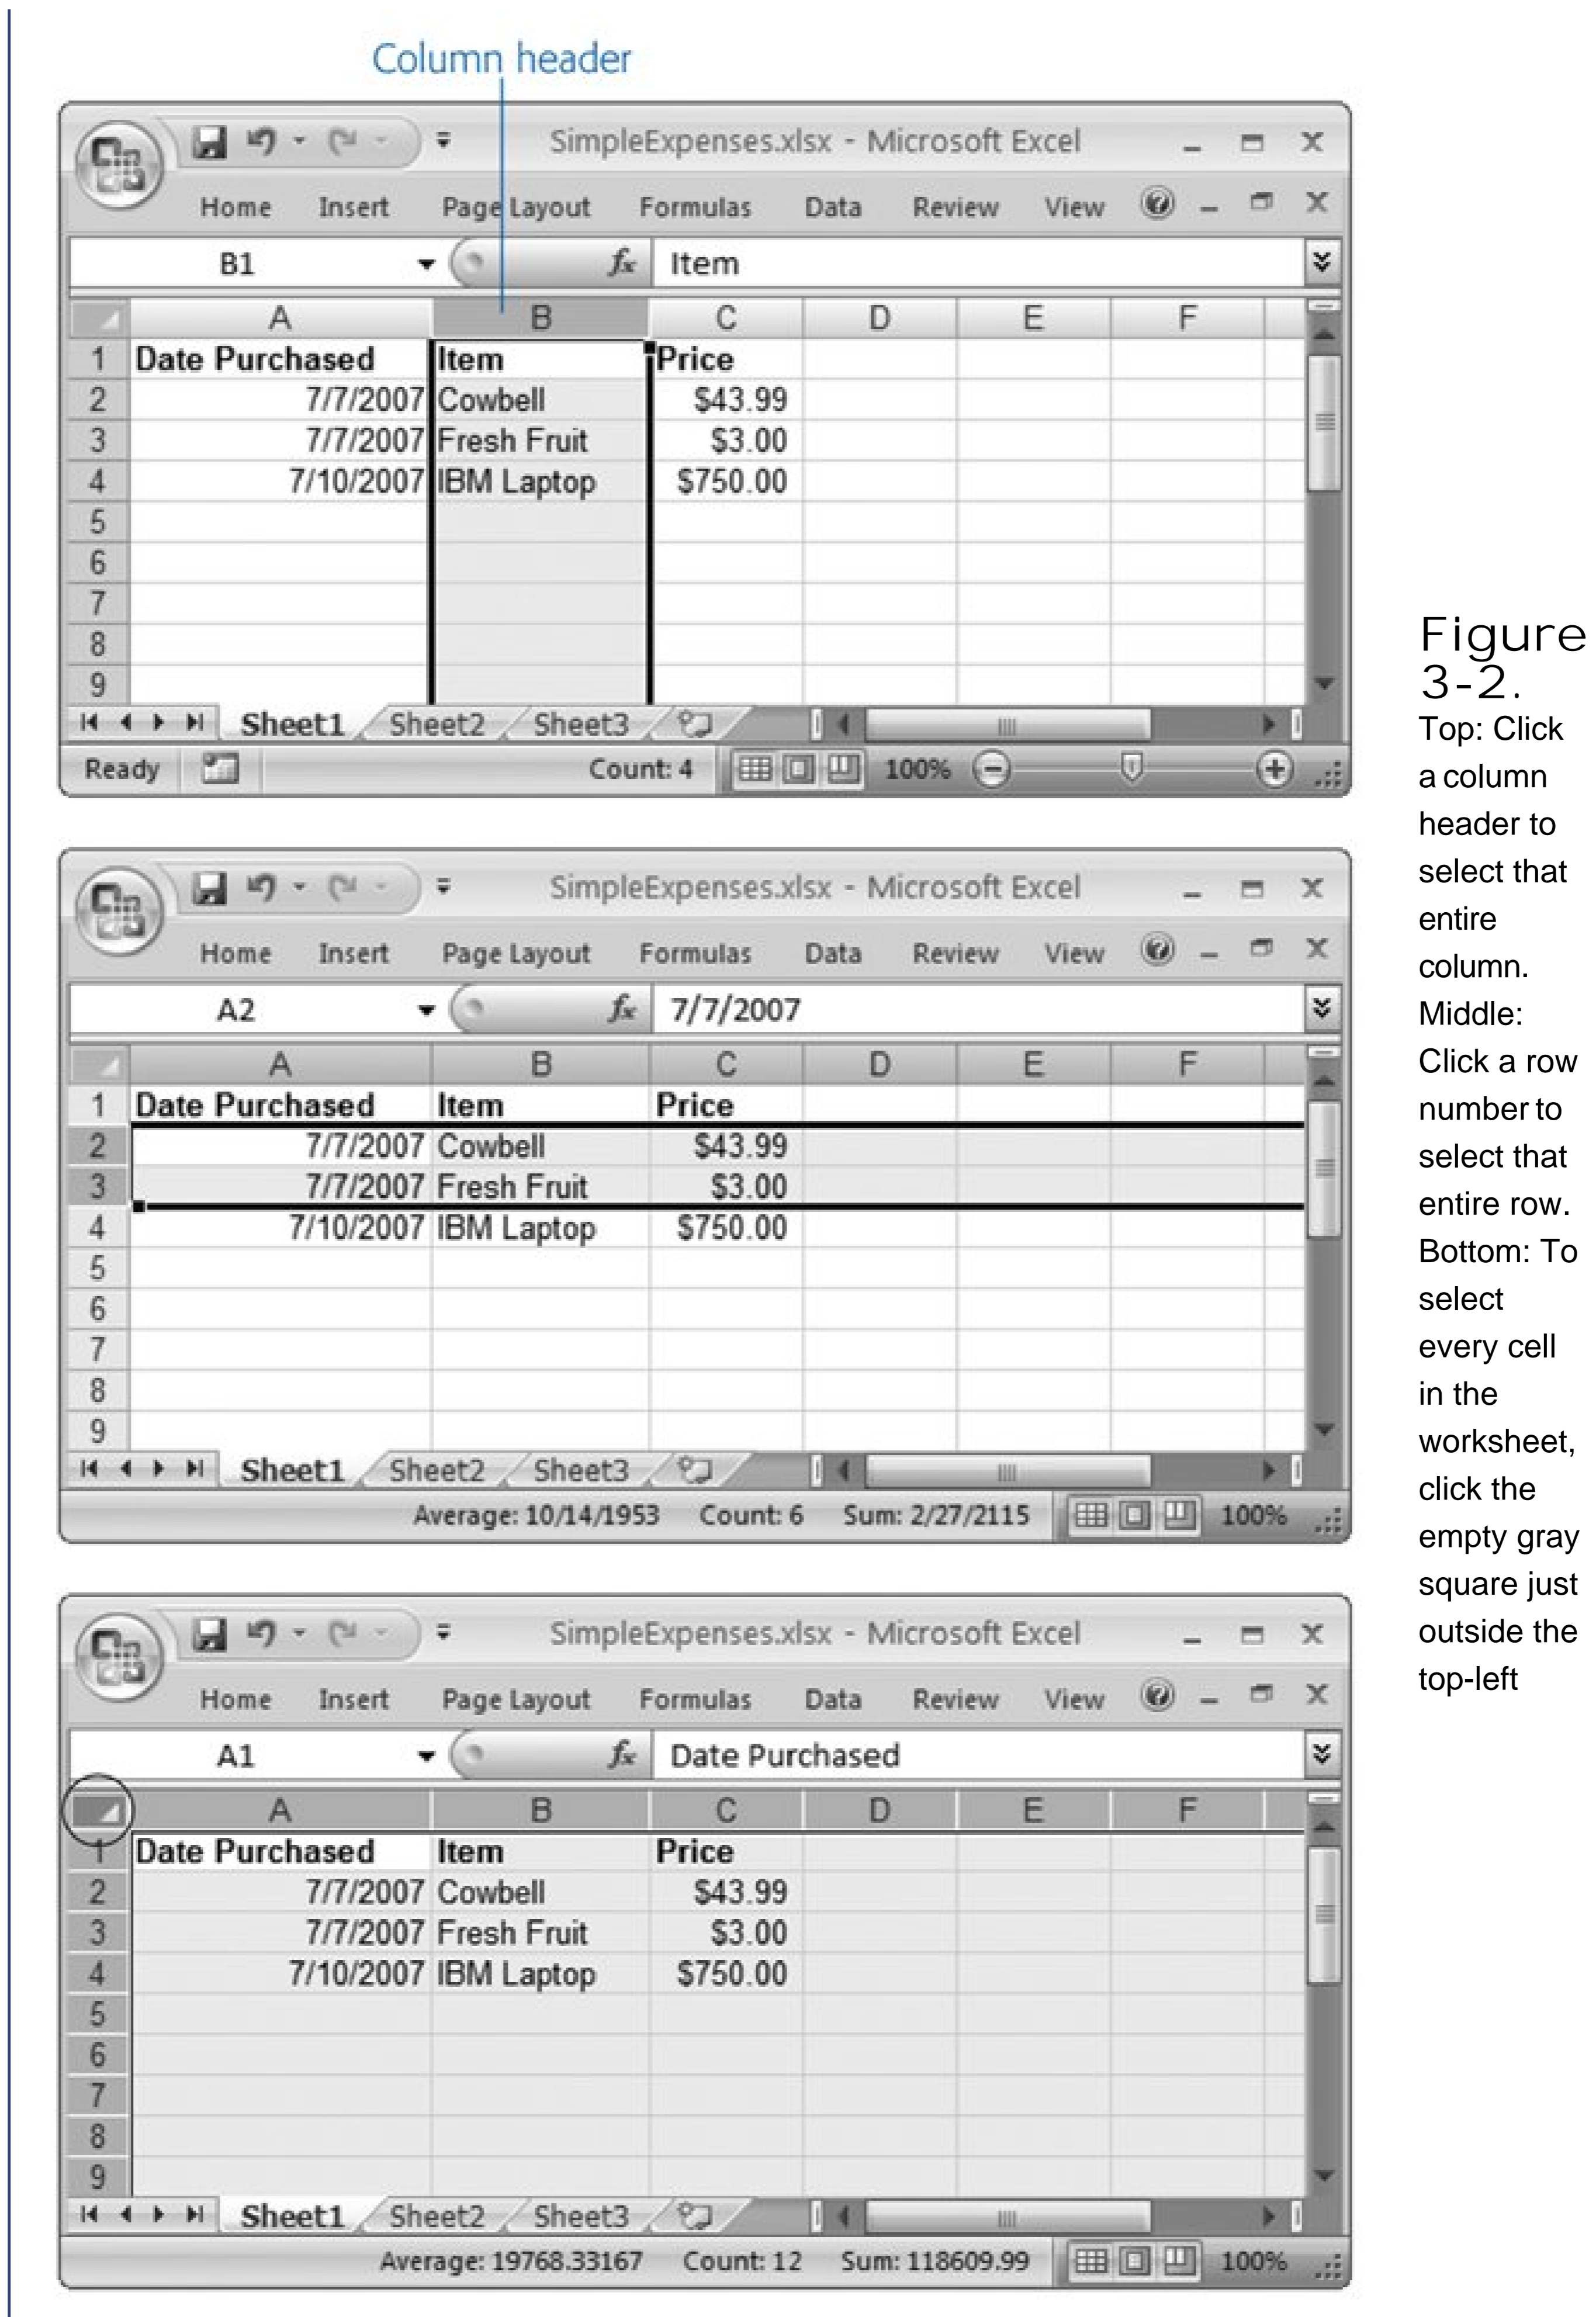 Column header
SimpleExpenses.xlsx - Microsoft Excel
Home Insert Page Layout Formulas Data Review View
B1 fx Item
A B C D E F
1 Date Purchased Item Price
2 7/7/2007 Cowbell $43.99
3 7/7/2007 Fresh Fruit $3.00
4 7/10/2007 IBM Laptop $750.00
5
6
7
8
9
Sheet1 Sheet2 Sheet3
Ready Count: 4 100%
SimpleExpenses.xlsx - Microsoft Excel
Home Insert Page Layout Formulas Data Review View
A2 fx 7/7/2007
A B C D E F
1 Date Purchased Item Price
2 7/7/2007 Cowbell $43.99
3 7/7/2007 Fresh Fruit $3.00
4 7/10/2007 IBM Laptop $750.00
5
6
7
8
9
Sheet1 Sheet2 Sheet3
Average: 10/14/1953 Count: 6 Sum: 2/27/2115 100%
SimpleExpenses.xlsx - Microsoft Excel
Home Insert Page Layout Formulas Data Review View
A1 fx Date Purchased
A B C D E F
1 Date Purchased Item Price
2 7/7/2007 Cowbell $43.99
3 7/7/2007 Fresh Fruit $3.00
4 7/10/2007 IBM Laptop $750.00
5
6
7
8
9
Sheet1 Sheet2 Sheet3
Average: 19768.33167 Count: 12 Sum: 118609.99 100%
Figure
3-2.
Top: Click
a column
header to
select that
entire
column.
Middle:
Click a row
number to
select that
entire row.
Bottom: To
select
every cell
in the
worksheet,
click the
empty gray
square just
outside the
top-left